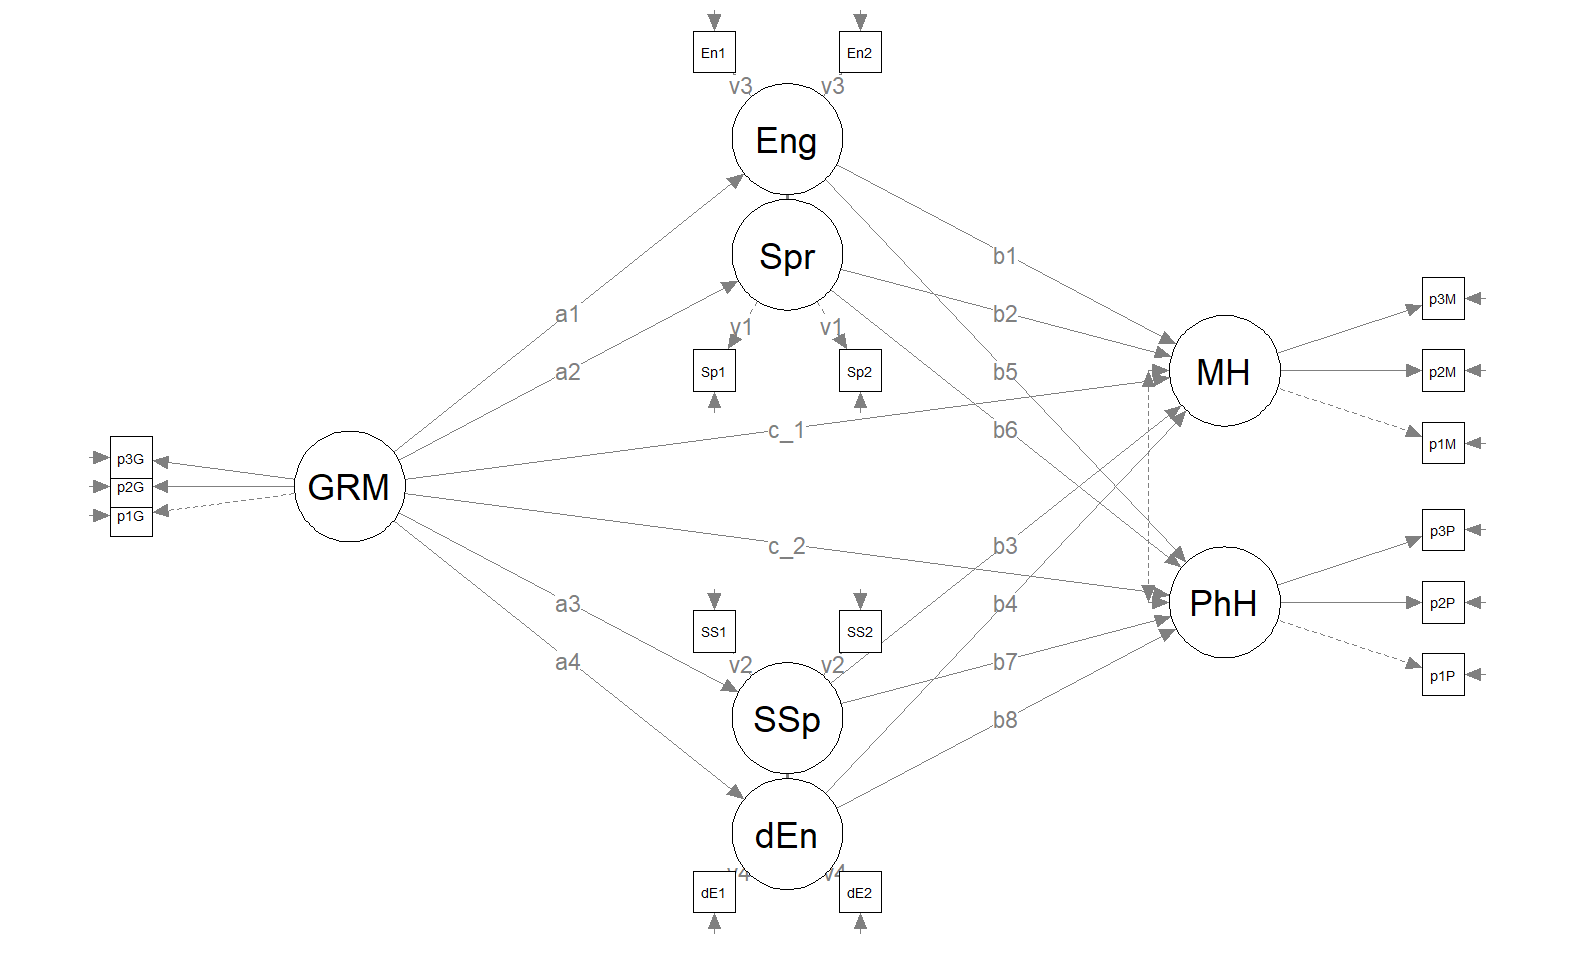 En1 En2
v3 v3
Eng
Spr
b1
a1 v1 v1 b2
p3M
a2 Sp1 Sp2 b5 MH p2M
c_1 b6 p1M
p3G
p2G GRM
p1G
c_2 b3 p3P
a3 b4 PhH p2P
SS1 SS2
a4 v2 v2 b7 p1P
SSp b8
dEn
v4 v4
dE1 dE2